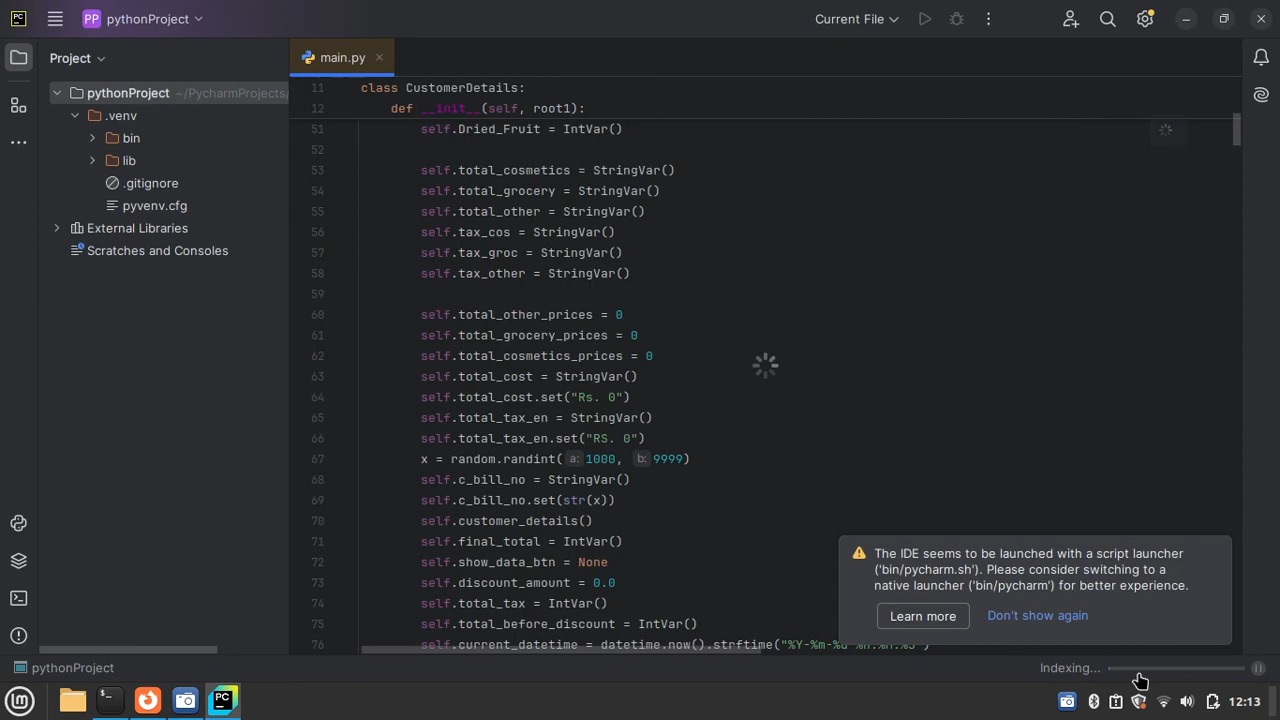 PP pythonProject
Current File
Project
main.py
pythonProject ~/PycharmProjects/
.venv
bin
lib
.gitignore
pyvenv.cfg
External Libraries
Scratches and Consoles
11 class CustomerDetails:
12 def __init__(self, root1):
51 self.Dried_Fruit = IntVar()
52
53 self.total_cosmetics = StringVar()
54 self.total_grocery = StringVar()
55 self.total_other = StringVar()
56 self.tax_cos = StringVar()
57 self.tax_groc = StringVar()
58 self.tax_other = StringVar()
59
60 self.total_other_prices = 0
61 self.total_grocery_prices = 0
62 self.total_cosmetics_prices = 0
63 self.total_cost = StringVar()
64 self.total_cost.set("Rs. 0")
65 self.total_tax_en = StringVar()
66 self.total_tax_en.set("RS. 0")
67 x = random.randint( a: 1000, b: 9999)
68 self.c_bill_no = StringVar()
69 self.c_bill_no.set(str(x))
70 self.customer_details()
71 self.final_total = IntVar()
72 self.show_data_btn = None
73 self.discount_amount = 0.0
74 self.total_tax = IntVar()
75 self.total_before_discount = IntVar()
76 self.current_datetime = datetime.now().strftime("%Y-%m-%d %H:%M:%S")
The IDE seems to be launched with a script launcher
('bin/pycharm.sh'). Please consider switching to a
native launcher ('bin/pycharm') for better experience.
Learn more
Don't show again
pythonProject
Indexing...
PC
12:13